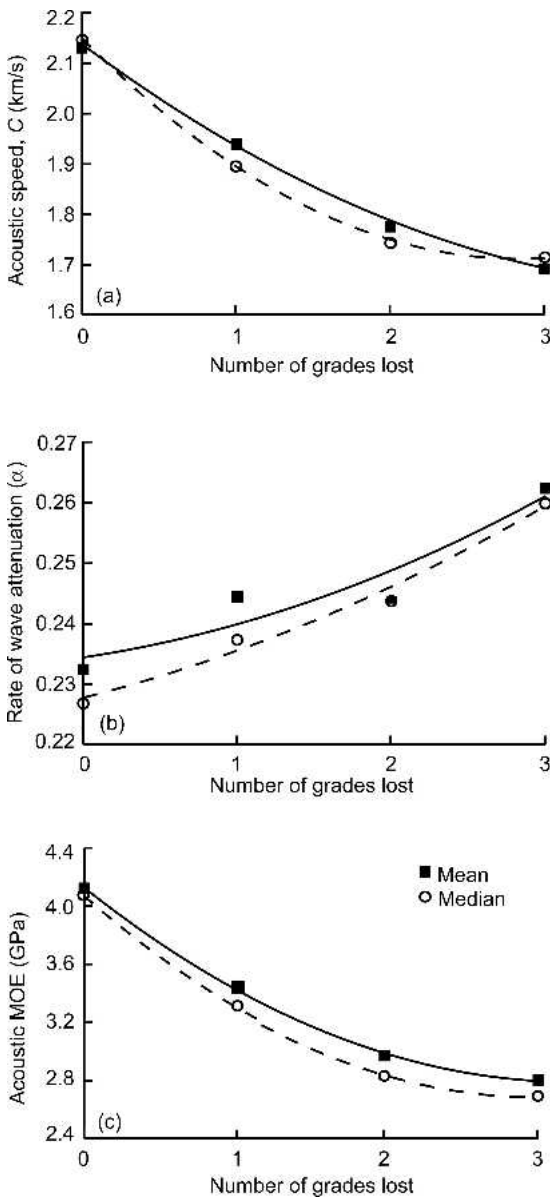 2.2
2.1
2.0
1.9
1.8
1.7
1.6
Acoustic speed, C (km/s)
(a)
0 1 2 3
Number of grades lost
0.27
0.26
0.25
0.24
0.23
0.22
Rate of wave attenuation (α)
(b)
0 1 2 3
Number of grades lost
4.4
4.0
3.6
3.2
2.8
2.4
Acoustic MOE (GPa)
Mean
Median
(c)
0 1 2 3
Number of grades lost